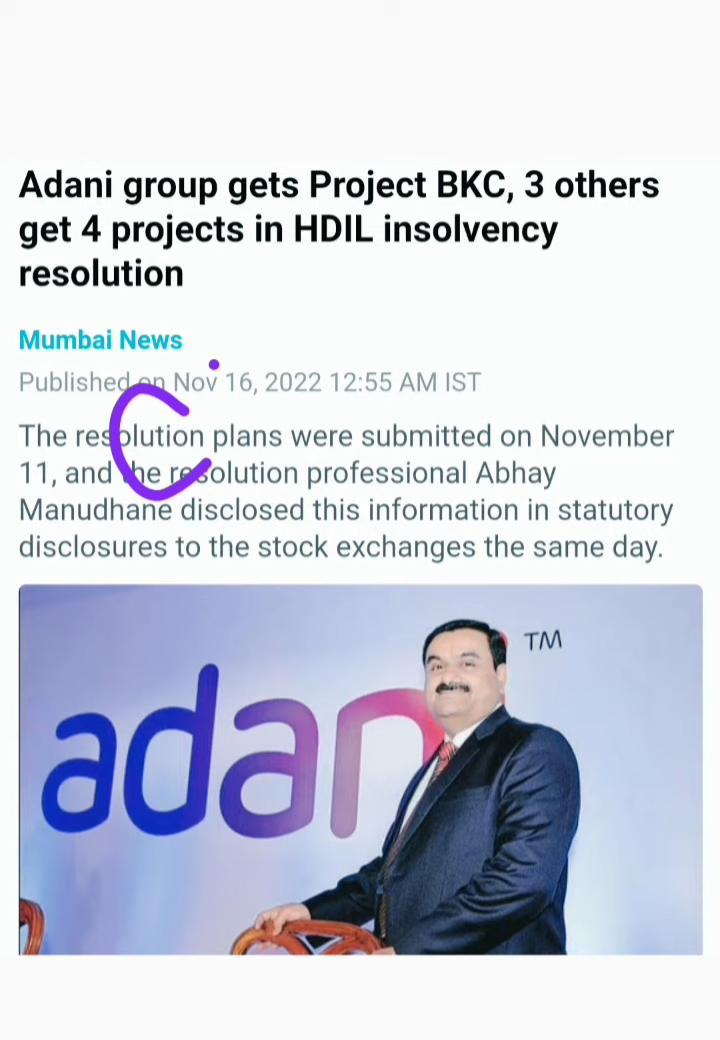 Adani group gets Project BKC, 3 others
get 4 projects in HDIL insolvency
resolution
Mumbai News
Published on Nov 16, 2022 12:55 AM IST
The resolution plans were submitted on November
11, and the resolution professional Abhay
Manudhane disclosed this information in statutory
disclosures to the stock exchanges the same day.
TM
adan